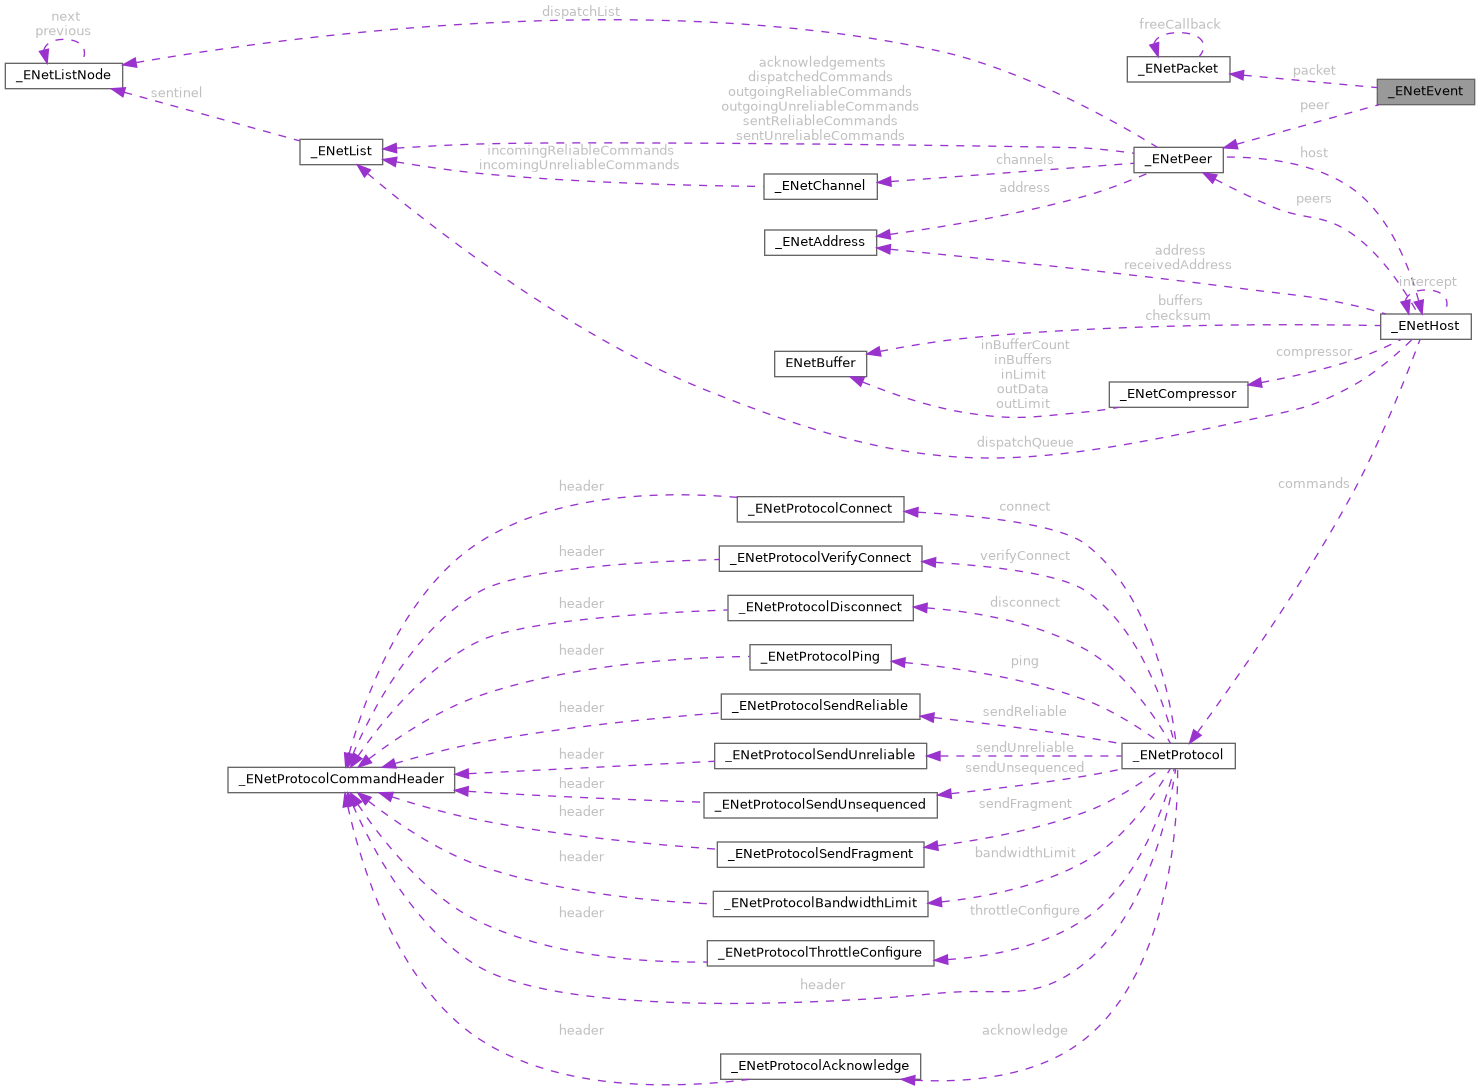 next
previous
_ENetListNode
dispatchList
freeCallback
_ENetPacket
packet
_ENetEvent
sentinel
peer
acknowledgements
dispatchedCommands
outgoingReliableCommands
outgoingUnreliableCommands
sentReliableCommands
sentUnreliableCommands
_ENetList
incomingReliableCommands
incomingUnreliableCommands
channels
_ENetPeer
host
_ENetChannel
address
peers
_ENetAddress
address
receivedAddress
intercept
_ENetHost
buffers
checksum
ENetBuffer
inBufferCount
inBuffers
inLimit
outData
outLimit
compressor
_ENetCompressor
dispatchQueue
commands
header
_ENetProtocolConnect
connect
header
_ENetProtocolVerifyConnect
verifyConnect
header
_ENetProtocolDisconnect
disconnect
header
_ENetProtocolPing
ping
header
_ENetProtocolSendReliable
sendReliable
header
_ENetProtocolSendUnreliable
sendUnreliable
_ENetProtocol
_ENetProtocolCommandHeader
header
sendUnsequenced
_ENetProtocolSendUnsequenced
header
sendFragment
_ENetProtocolSendFragment
header
bandwidthLimit
_ENetProtocolBandwidthLimit
header
throttleConfigure
_ENetProtocolThrottleConfigure
header
header
acknowledge
_ENetProtocolAcknowledge